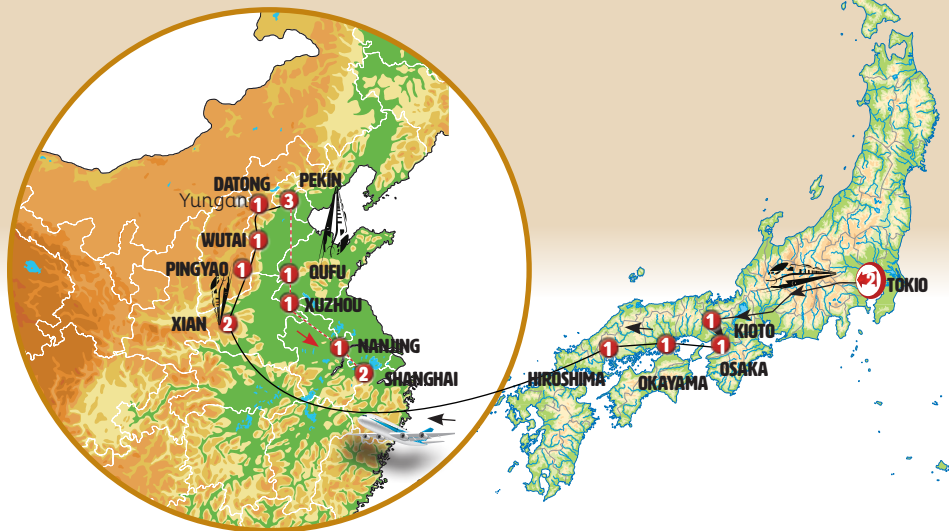 DATONG
PEKÍN
Yungan
1
3
WUTAI
1
PINGYAO
1
1
QUFU
1
XUZHOU
XIAN
2
1
NANJING
2
SHANGHAI
2
TOKIO
1
KIOTO
1
1
1
OSAKA
HIROSHIMA
OKAYAMA